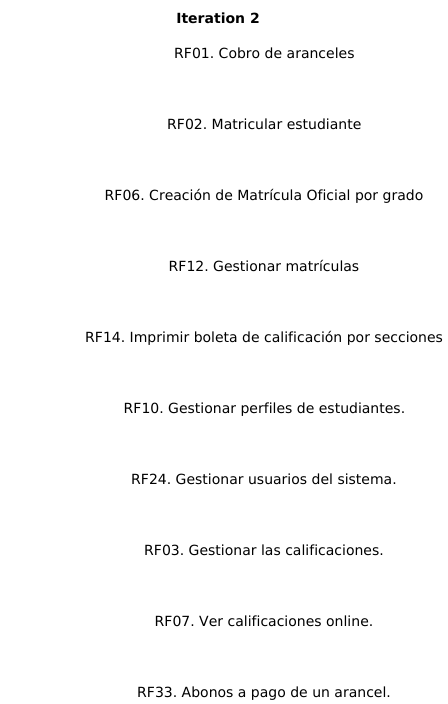 Iteration 2
RF01. Cobro de aranceles
RF02. Matricular estudiante
RF06. Creación de Matrícula Oficial por grado
RF12. Gestionar matrículas
RF14. Imprimir boleta de calificación por secciones
RF10. Gestionar perfiles de estudiantes.
RF24. Gestionar usuarios del sistema.
RF03. Gestionar las calificaciones.
RF07. Ver calificaciones online.
RF33. Abonos a pago de un arancel.